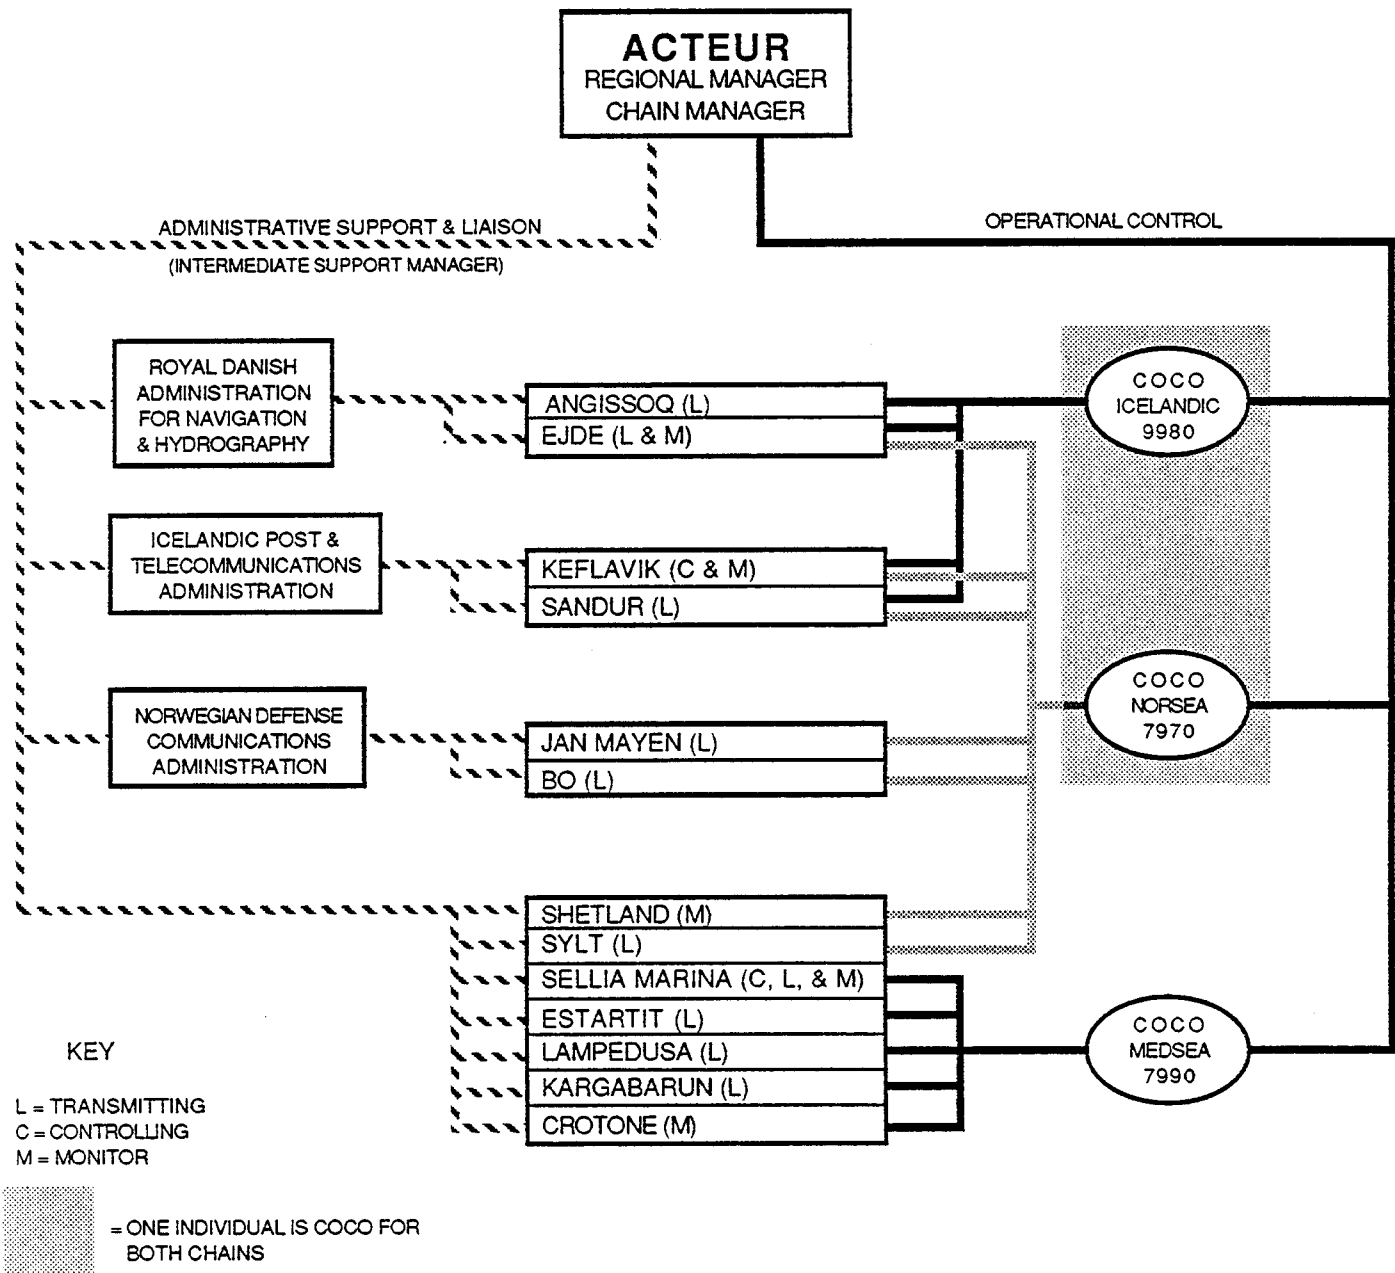 ACTEUR
REGIONAL MANAGER
CHAIN MANAGER
ADMINISTRATIVE SUPPORT & LIAISON
(INTERMEDIATE SUPPORT MANAGER)
OPERATIONAL CONTROL
ROYAL DANISH
ADMINISTRATION
FOR NAVIGATION
& HYDROGRAPHY
ANGISSOQ (L)
EJDE (L & M)
COCO
ICELANDIC
9980
ICELANDIC POST &
TELECOMMUNICATIONS
ADMINISTRATION
KEFLAVIK (C & M)
SANDUR (L)
NORWEGIAN DEFENSE
COMMUNICATIONS
ADMINISTRATION
JAN MAYEN (L)
BO (L)
COCO
NORSEA
7970
SHETLAND (M)
SYLT (L)
SELLIA MARINA (C, L, & M)
ESTARTIT (L)
LAMPEDUSA (L)
KARGABARUN (L)
CROTONE (M)
COCO
MEDSEA
7990
KEY
L = TRANSMITTING
C = CONTROLLING
M = MONITOR
= ONE INDIVIDUAL IS COCO FOR
BOTH CHAINS